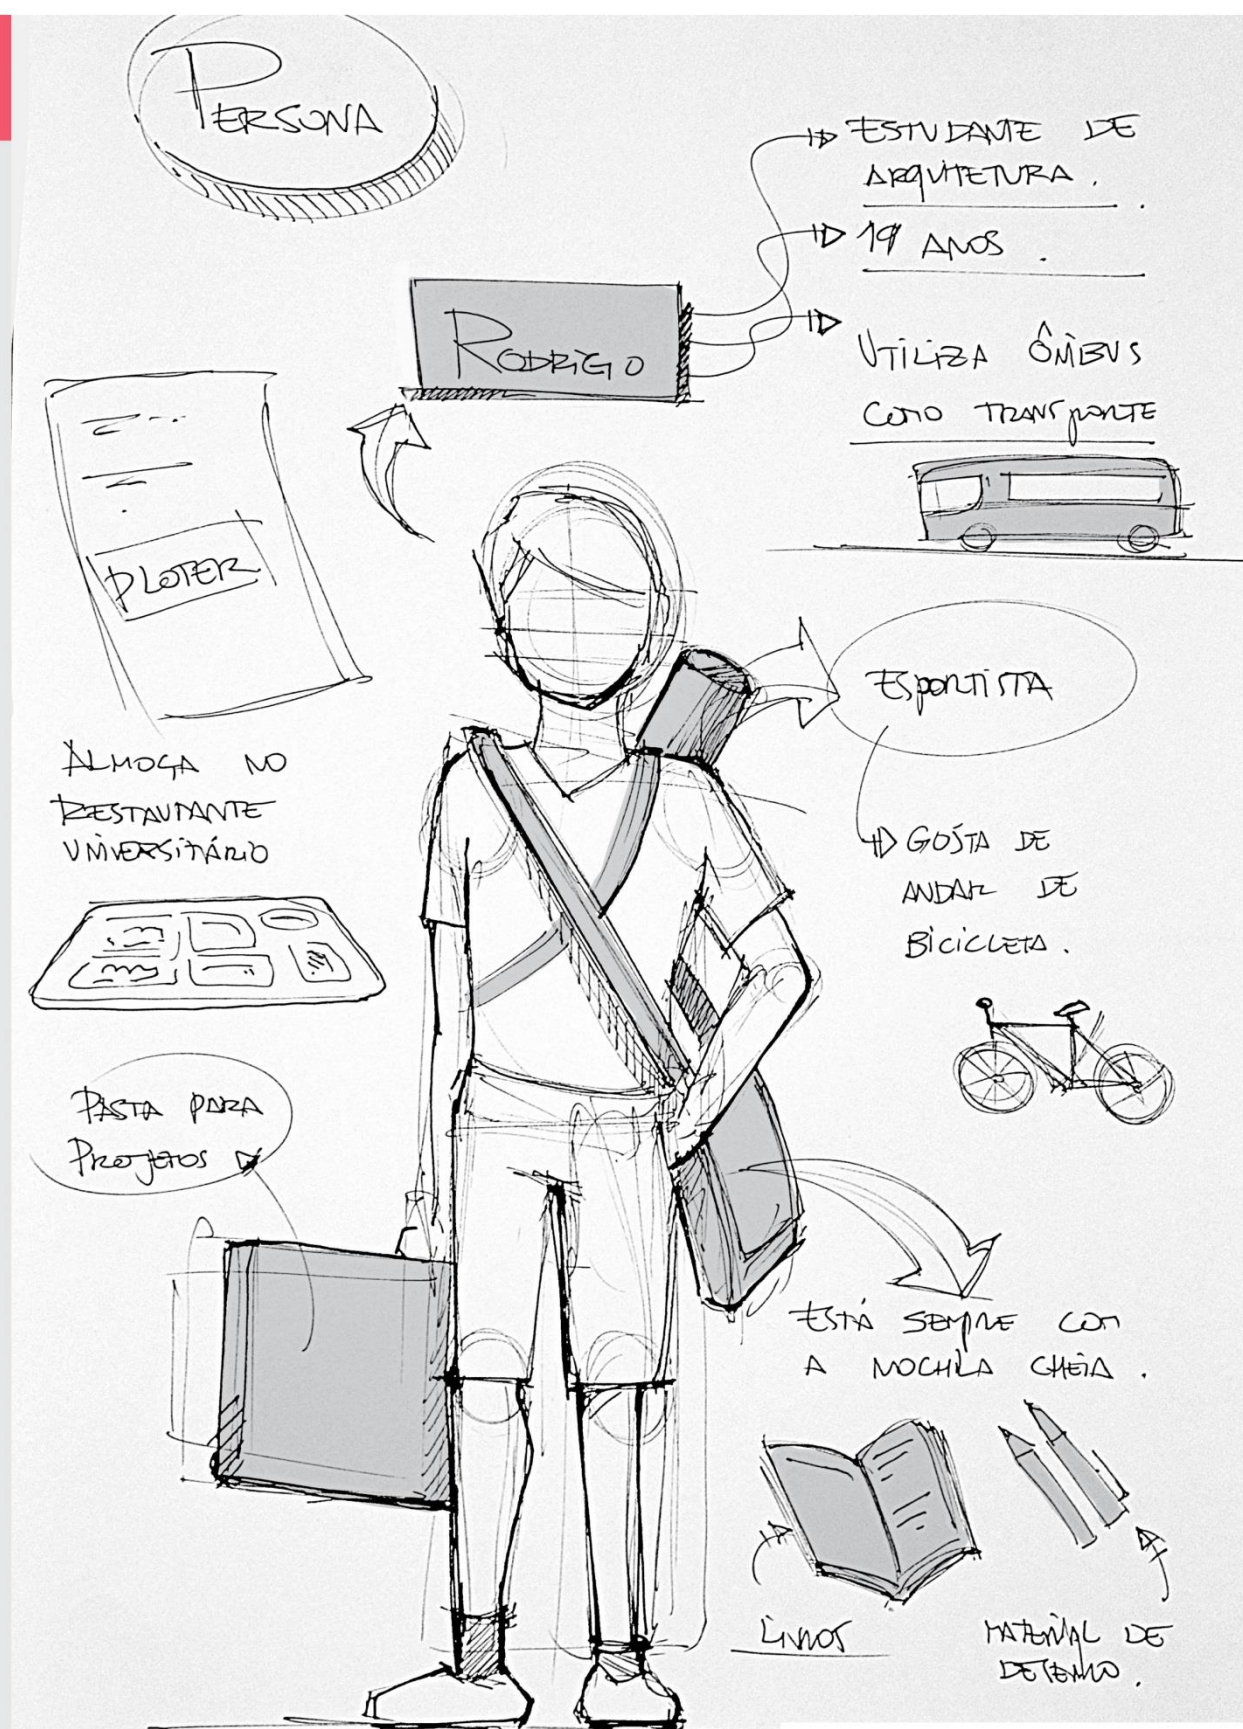 PERSONA
ESTUDANTE DE
ARQUITETURA.
19 ANOS.
UTILIZA ÔNIBUS
COMO TRANSPORTE
RODRIGO
PLOTER
ESPORTISTA
ALMOÇA NO
RESTAURANTE
UNIVERSITÁRIO
GOSTA DE
ANDAR DE
BICICLETA.
PASTA PARA
PROJETOS
ESTÁ SEMPRE COM
A MOCHILA CHEIA.
LIVROS
MATERIAL DE
DESENHO.